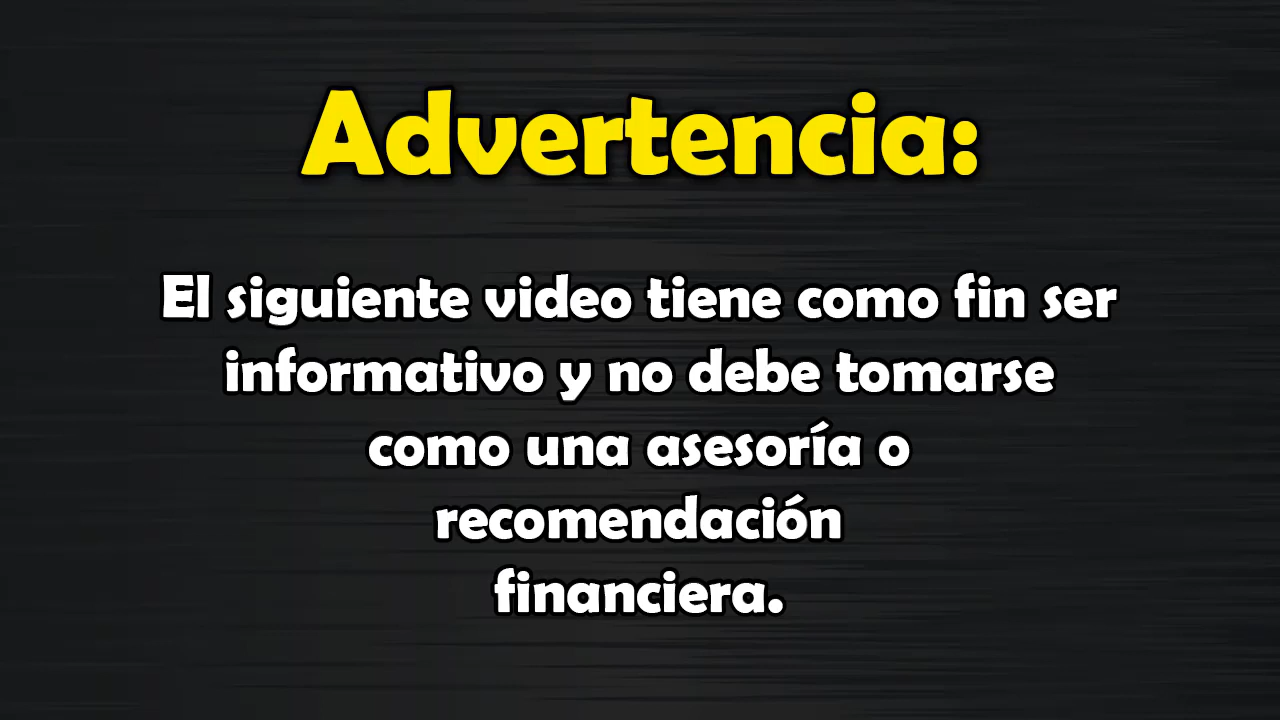 Advertencia:
El siguiente video tiene como fin ser
informativo y no debe tomarse
como una asesoría o
recomendación
financiera.